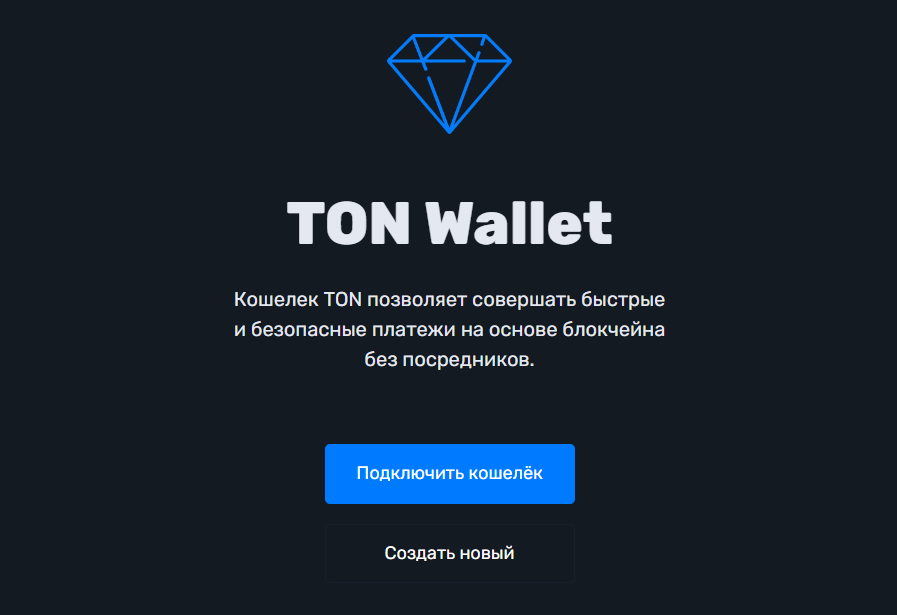 TON Wallet
Кошелек TON позволяет совершать быстрые
и безопасные платежи на основе блокчейна
без посредников.
Подключить кошелёк
Создать новый